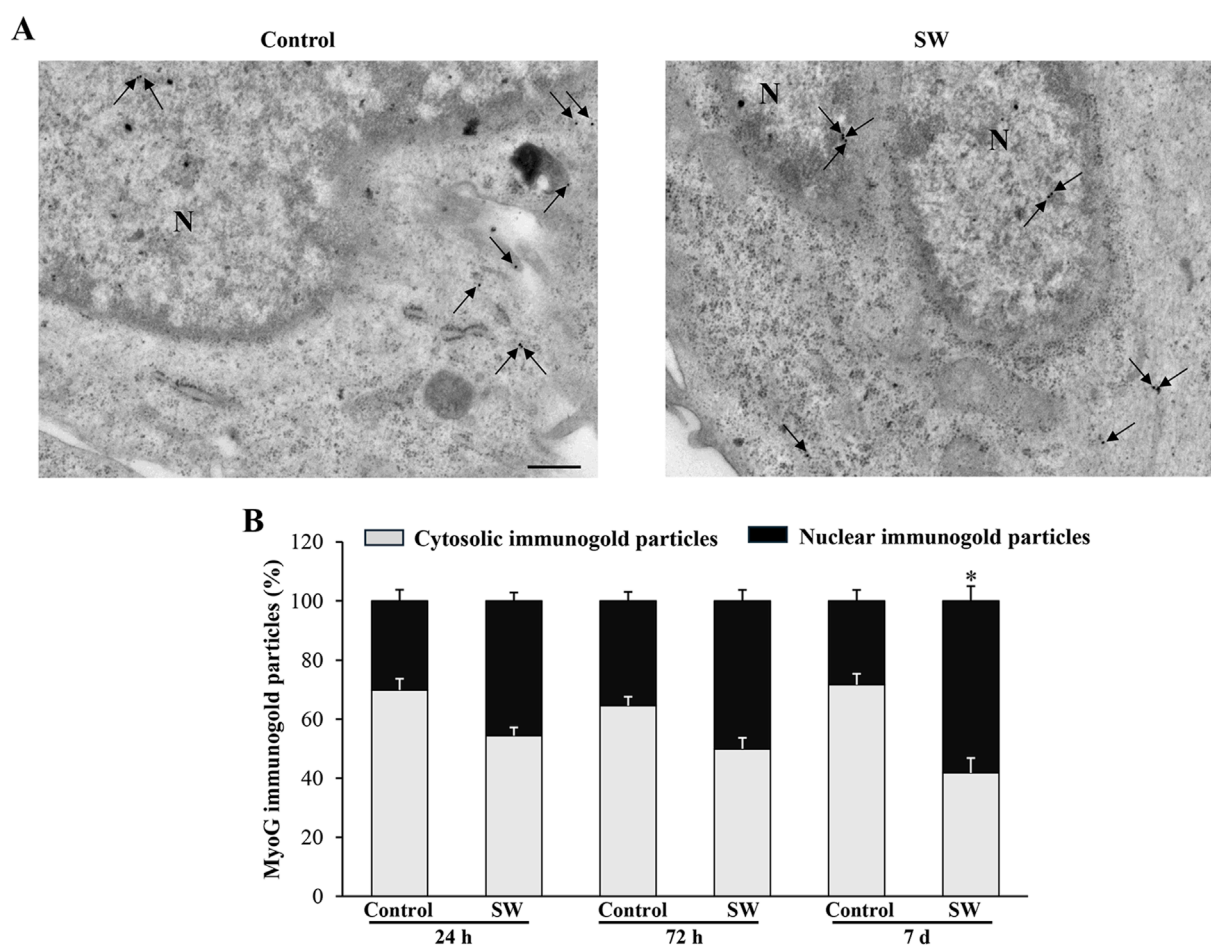 A
Control
SW
N
N
N
B
Cytosolic immunogold particles
Nuclear immunogold particles
MyoG immunogold particles (%)
120
100
80
60
40
20
0
*
Control SW Control SW Control SW
24 h 72 h 7 d